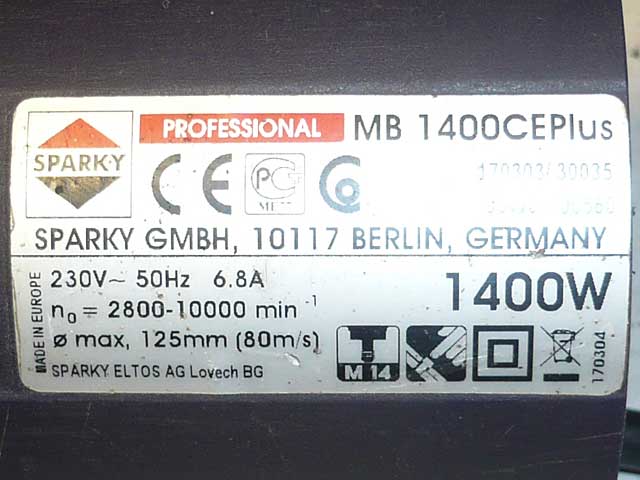 SPARKY
PROFESSIONAL
MB 1400CEPlus
CE
170303/30035
SPARKY GMBH, 10117 BERLIN, GERMANY
MADE IN EUROPE
230V~ 50Hz 6.8A
1400W
n₀ = 2800-10000 min⁻¹
ø max, 125mm (80m/s)
SPARKY ELTOS AG Lovech BG
M 14
170304